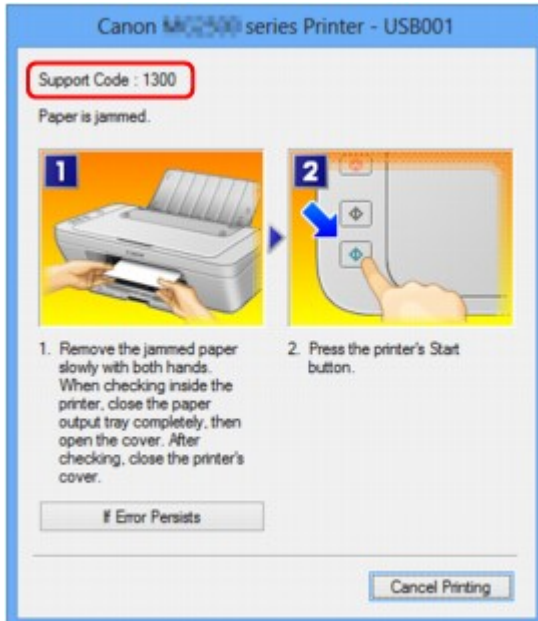 Canon series Printer - USB001
Support Code : 1300
Paper is jammed.
1
2
1. Remove the jammed paper
slowly with both hands.
When checking inside the
printer, close the paper
output tray completely, then
open the cover. After
checking, close the printer's
cover.
2. Press the printer's Start
button.
If Error Persists
Cancel Printing